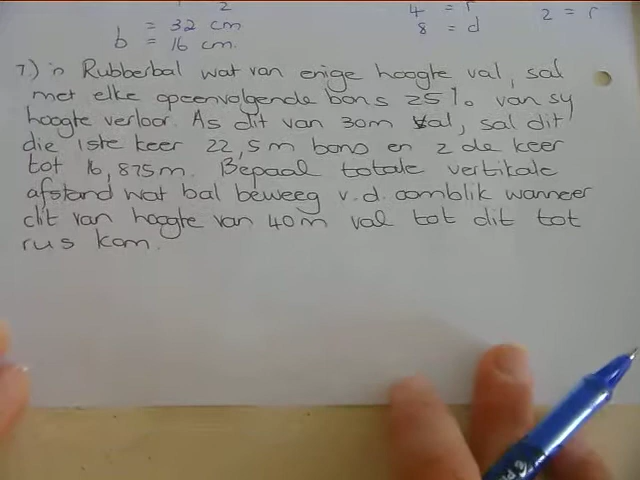 2
= 32 cm
b = 16 cm.
4 = r
8 = d
2 = r
7.) 'n Rubberbal wat van enige hoogte val, sal
met elke opeenvolgende bons 25% van sy
hoogte verloor. As dit van 30m val, sal dit
die 1ste keer 22,5m bons en 2de keer
tot 16,875m. Bepaal totale vertikale
afstand wat bal beweeg v.d. oomblik wanneer
dit van hoogte van 40m val tot dit tot
rus kom.